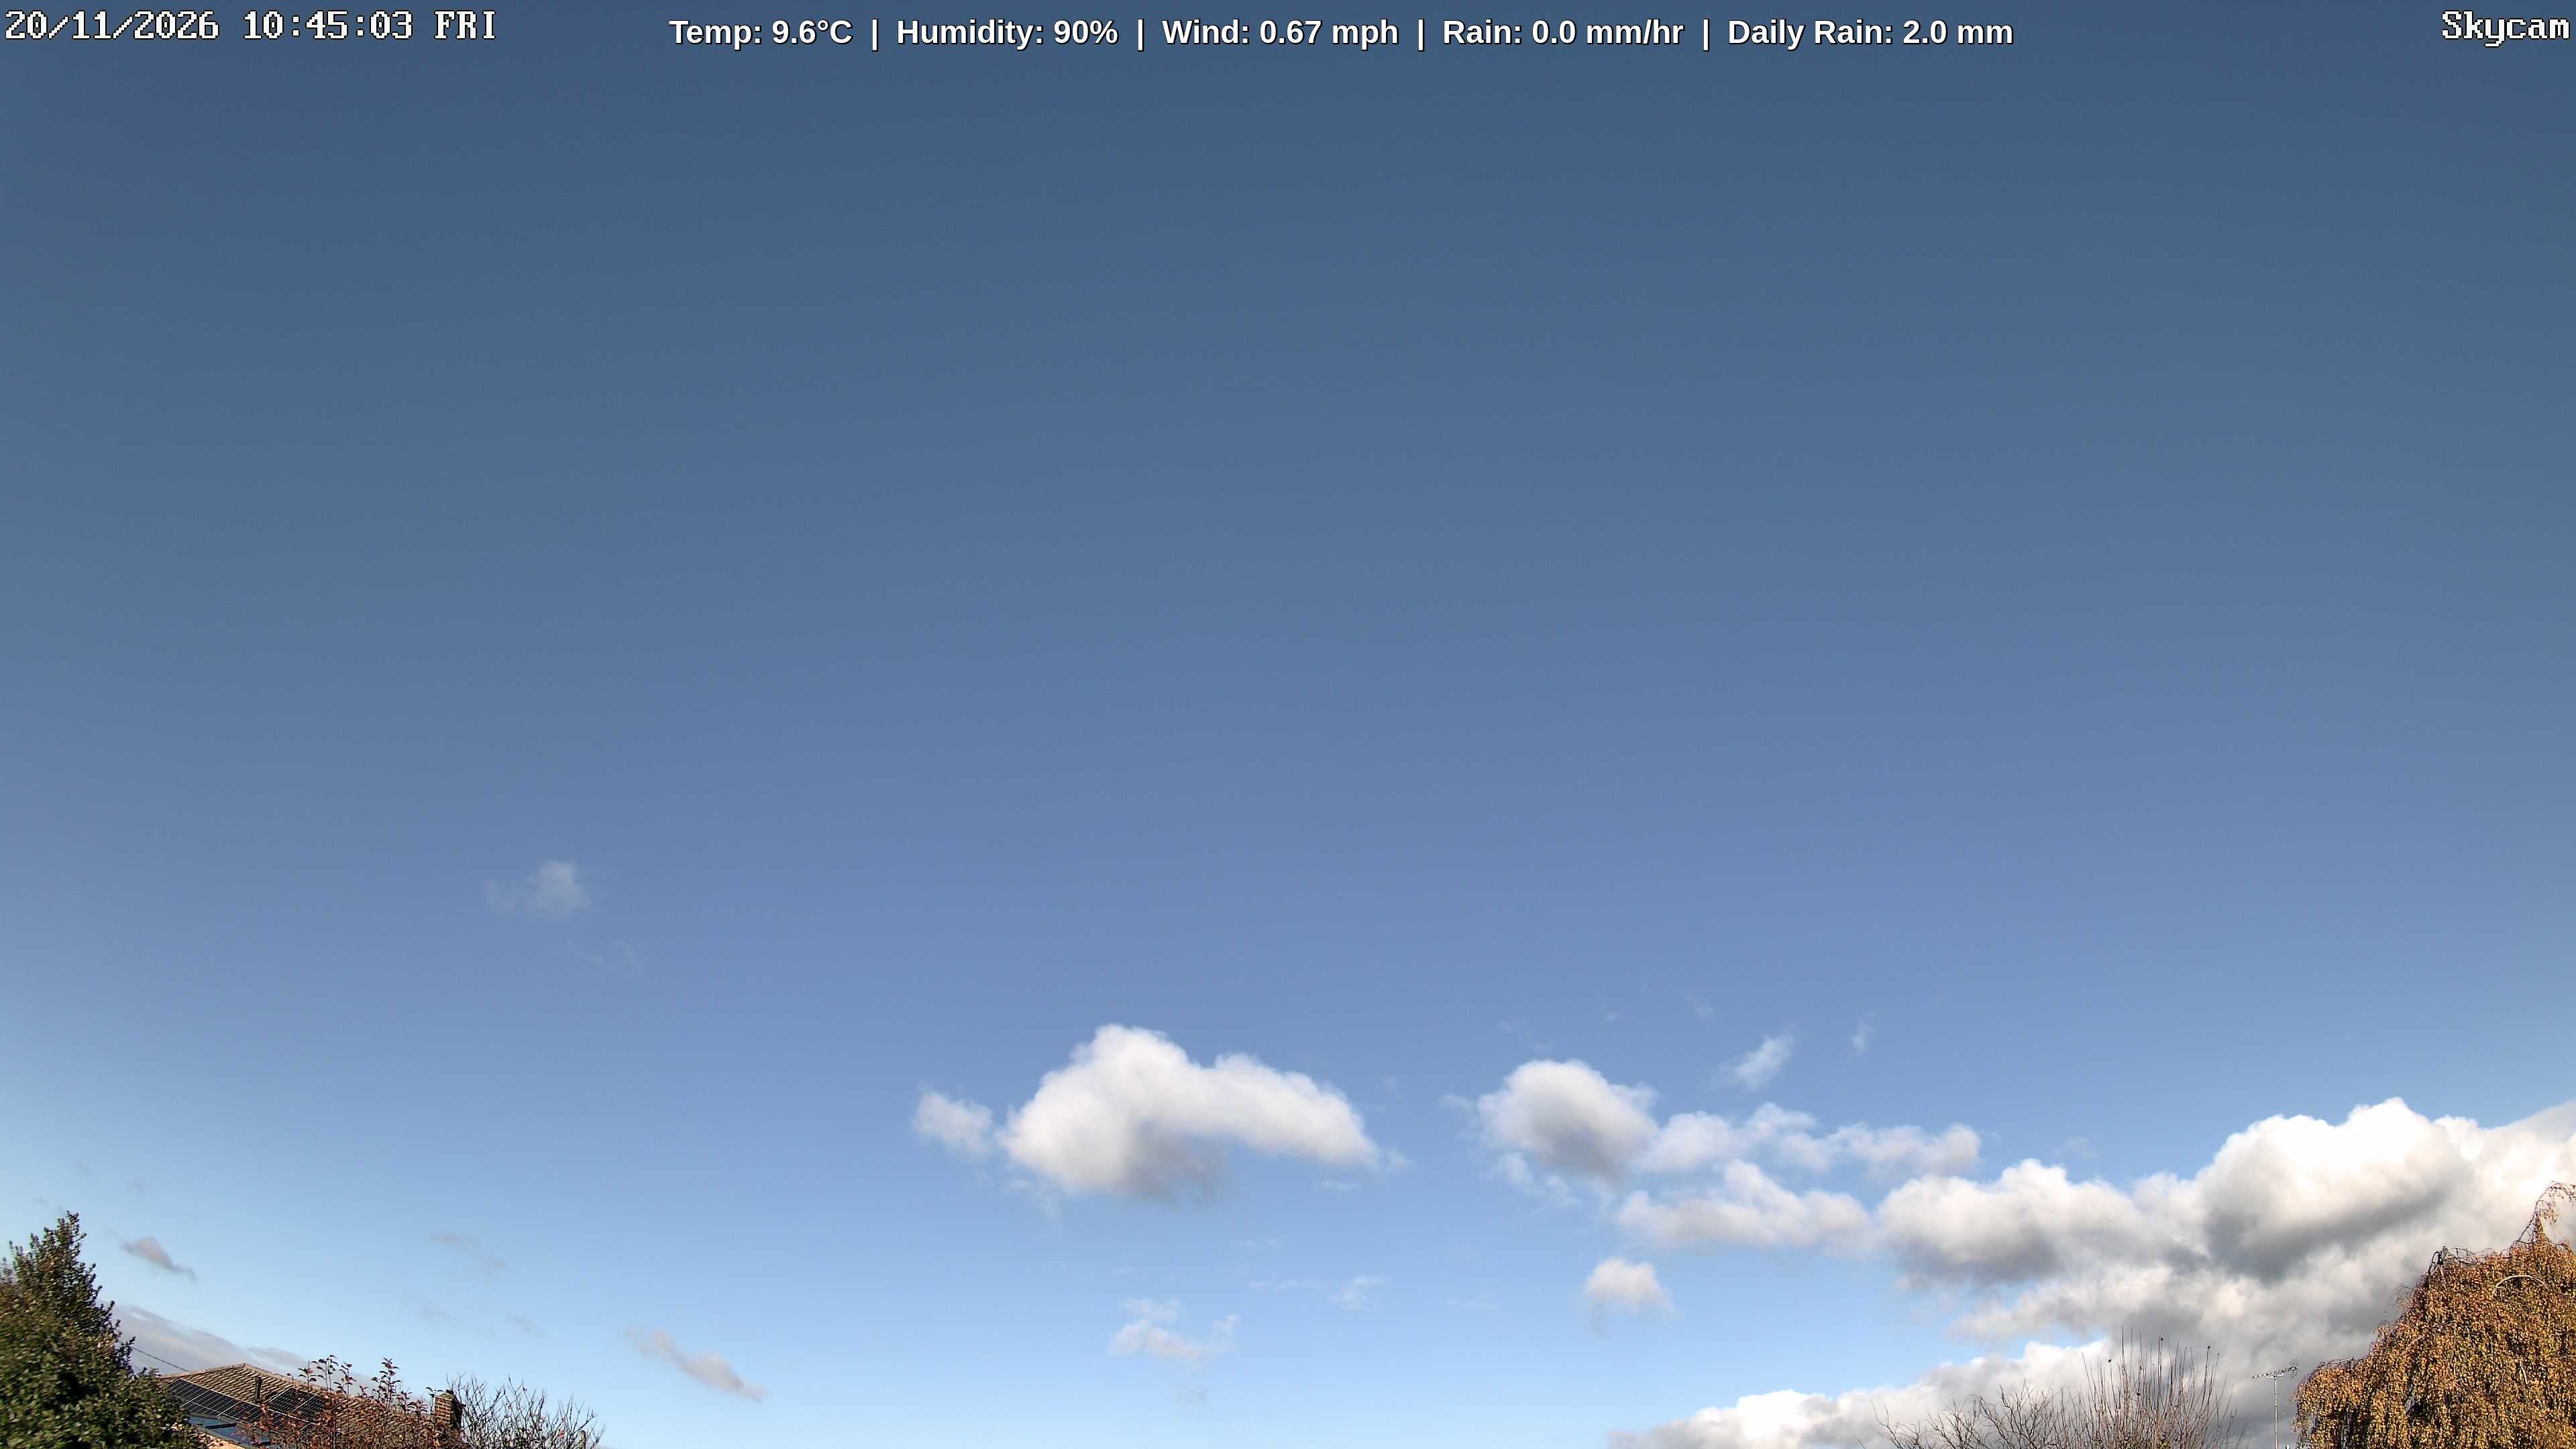 20/11/2026 10:45:03 FRI
Temp: 9.6°C | Humidity: 90% | Wind: 0.67 mph | Rain: 0.0 mm/hr | Daily Rain: 2.0 mm
Skycam